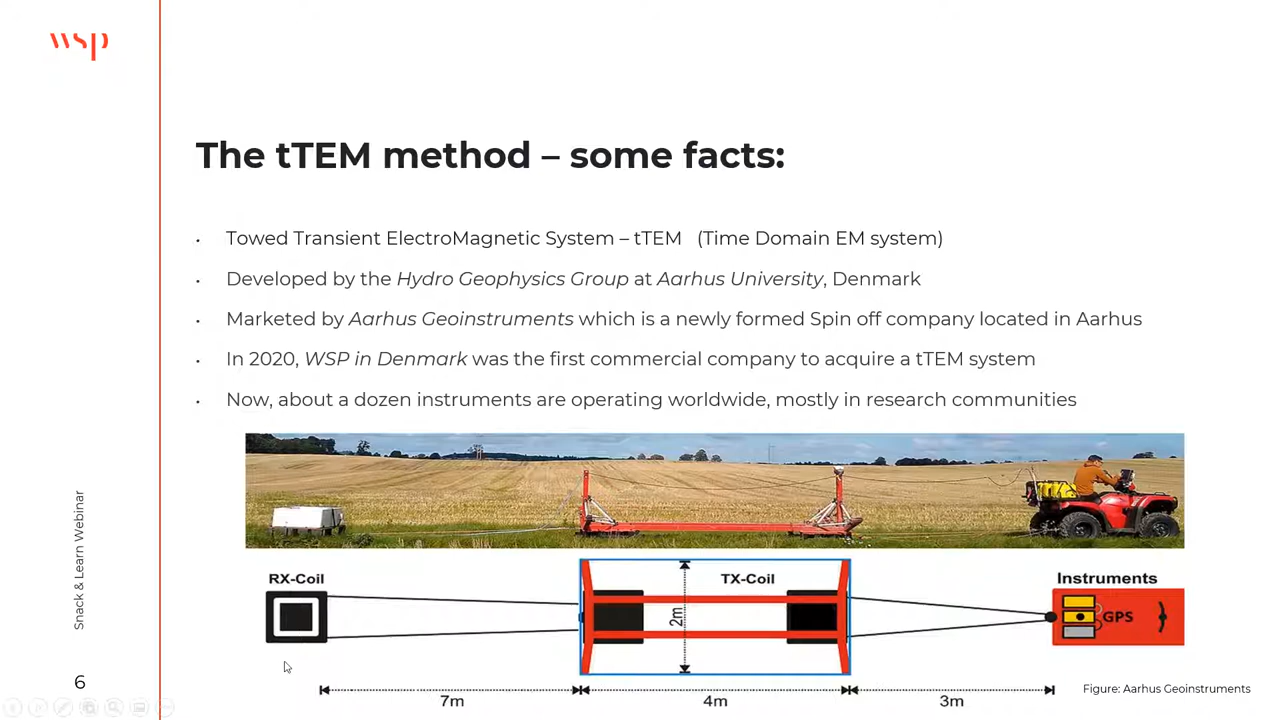 wsp
The tTEM method – some facts:
• Towed Transient ElectroMagnetic System – tTEM (Time Domain EM system)
• Developed by the Hydro Geophysics Group at Aarhus University, Denmark
• Marketed by Aarhus Geoinstruments which is a newly formed Spin off company located in Aarhus
• In 2020, WSP in Denmark was the first commercial company to acquire a tTEM system
• Now, about a dozen instruments are operating worldwide, mostly in research communities
RX-Coil
TX-Coil
Instruments
2m
GPS
7m
4m
3m
Figure: Aarhus Geoinstruments
Snack & Learn Webinar
6